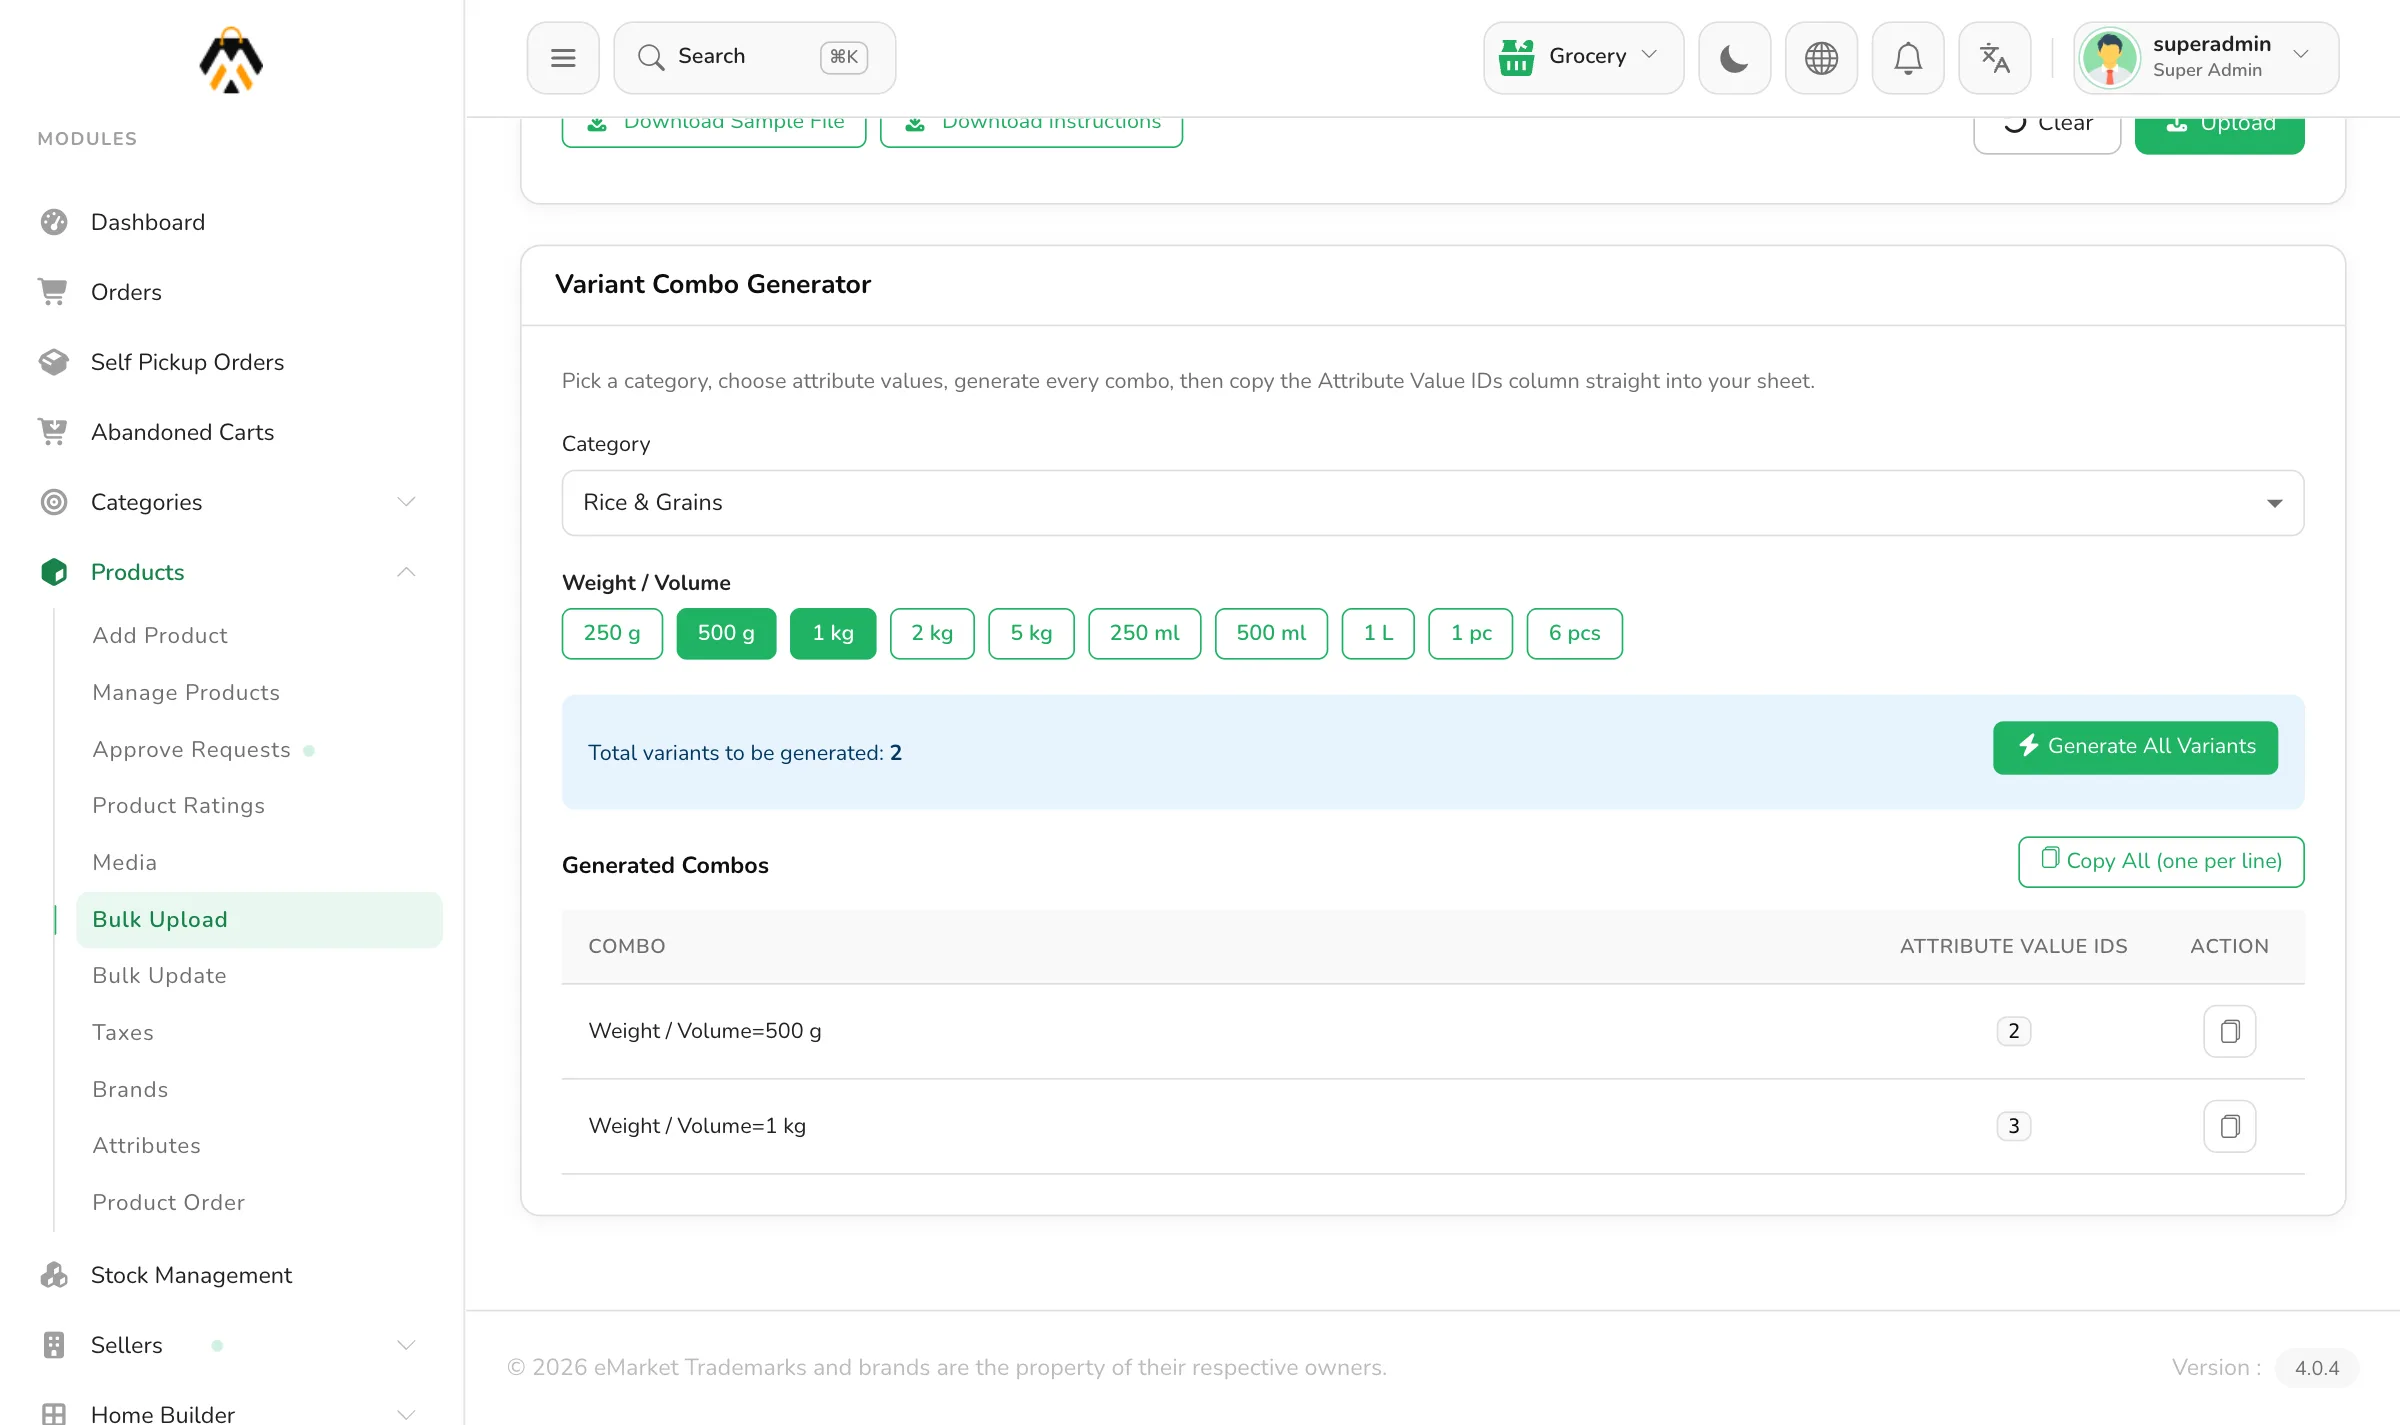 MODULES
Dashboard
Orders
Self Pickup Orders
Abandoned Carts
Categories
Products
Add Product
Manage Products
Approve Requests
Product Ratings
Media
Bulk Upload
Bulk Update
Taxes
Brands
Attributes
Product Order
Stock Management
Sellers
Home Builder
Search
⌘K
Grocery
superadmin
Super Admin
Download Sample File
Download Instructions
Clear
Upload
Variant Combo Generator
Pick a category, choose attribute values, generate every combo, then copy the Attribute Value IDs column straight into your sheet.
Category
Rice & Grains
Weight / Volume
250 g
500 g
1 kg
2 kg
5 kg
250 ml
500 ml
1 L
1 pc
6 pcs
Total variants to be generated: 2
Generate All Variants
Generated Combos
Copy All (one per line)
COMBO
ATTRIBUTE VALUE IDS
ACTION
Weight / Volume=500 g
2
Weight / Volume=1 kg
3
© 2026 eMarket Trademarks and brands are the property of their respective owners.
Version :
4.0.4